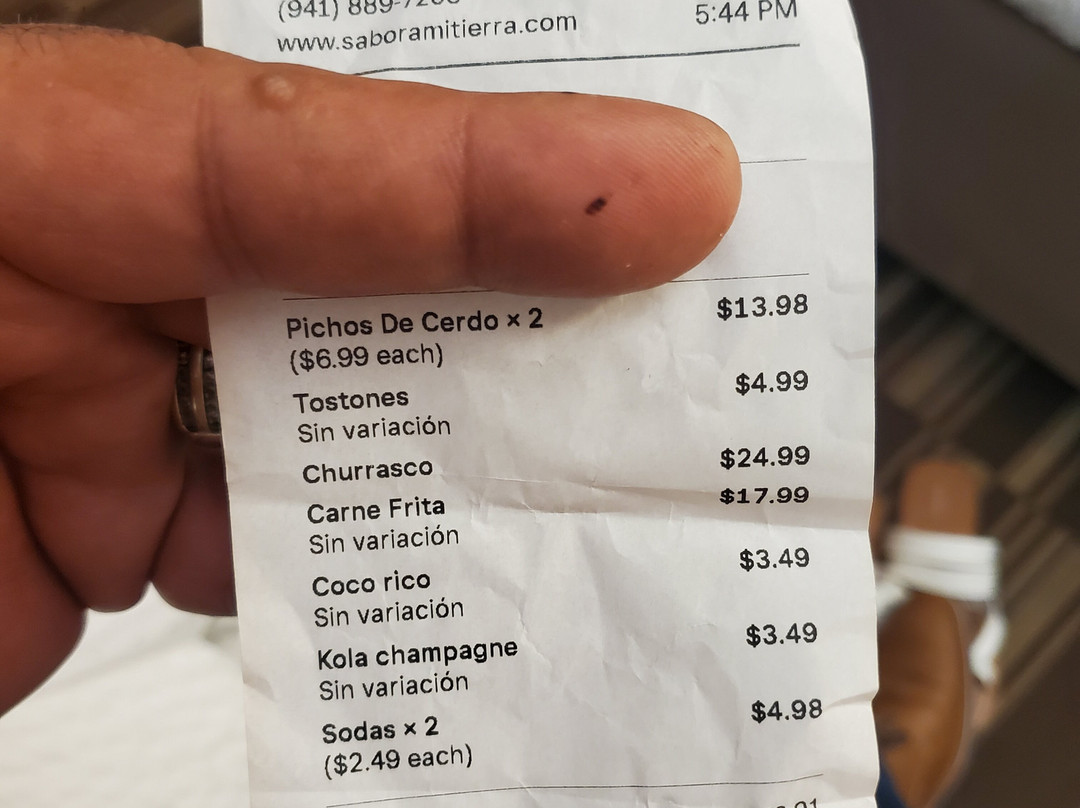 (941) 889-
www.saboramitierra.com 5:44 PM
Pichos De Cerdo × 2 $13.98
($6.99 each)
Tostones $4.99
Sin variación
Churrasco $24.99
Carne Frita $17.99
Sin variación
Coco rico $3.49
Sin variación
Kola champagne $3.49
Sin variación
Sodas × 2 $4.98
($2.49 each)